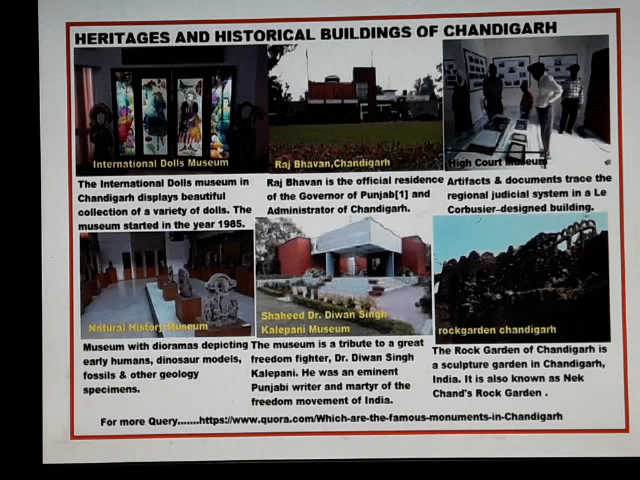 HERITAGES AND HISTORICAL BUILDINGS OF CHANDIGARH
International Dolls Museum
Raj Bhavan,Chandigarh
High Court Museum
The International Dolls museum in
Chandigarh displays beautiful
collection of a variety of dolls. The
museum started in the year 1985.
Raj Bhavan is the official residence
of the Governor of Punjab[1] and
Administrator of Chandigarh.
Artifacts & documents trace the
regional judicial system in a Le
Corbusier-designed building.
Natural History Museum
Shaheed Dr. Diwan Singh
Kalepani Museum
rockgarden chandigarh
Museum with dioramas depicting
early humans, dinosaur models,
fossils & other geology
specimens.
The museum is a tribute to a great
freedom fighter, Dr. Diwan Singh
Kalepani. He was an eminent
Punjabi writer and martyr of the
freedom movement of India.
The Rock Garden of Chandigarh is
a sculpture garden in Chandigarh,
India. It is also known as Nek
Chand's Rock Garden .
For more Query.......https://www.quora.com/Which-are-the-famous-monuments-in-Chandigarh